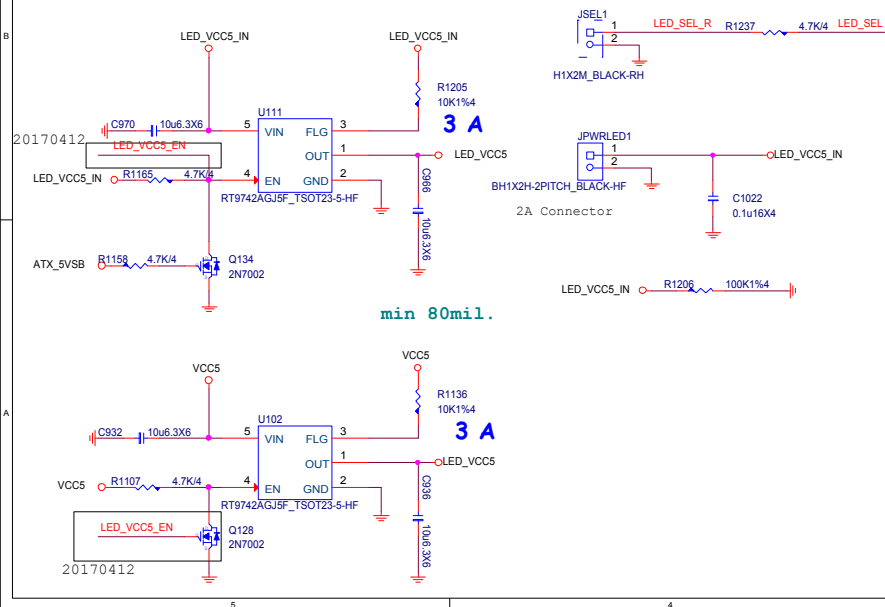 B
JSEL1
1
2
LED_SEL_R
R1237
4.7K/4
LED_SEL
H1X2M_BLACK-RH
LED_VCC5_IN
LED_VCC5_IN
R1205
10K1%4
3 A
C970
10u6.3X6
U111
5
VIN
FLG
3
20170412
LED_VCC5_EN
OUT
1
LED_VCC5
LED_VCC5_IN
R1165
4.7K/4
4
EN
GND
2
RT9742AGJ5F_TSOT23-5-HF
C966
10u6.3X6
JPWRLED1
1
2
LED_VCC5_IN
BH1X2H-2PITCH_BLACK-HF
2A Connector
C1022
0.1u16X4
ATX_5VSB
R1158
4.7K/4
Q134
2N7002
LED_VCC5_IN
R1206
100K1%4
min 80mil.
VCC5
VCC5
R1136
10K1%4
3 A
A
C932
10u6.3X6
U102
5
VIN
FLG
3
OUT
1
LED_VCC5
VCC5
R1107
4.7K/4
4
EN
GND
2
RT9742AGJ5F_TSOT23-5-HF
C936
10u6.3X6
LED_VCC5_EN
Q128
2N7002
20170412
5
4